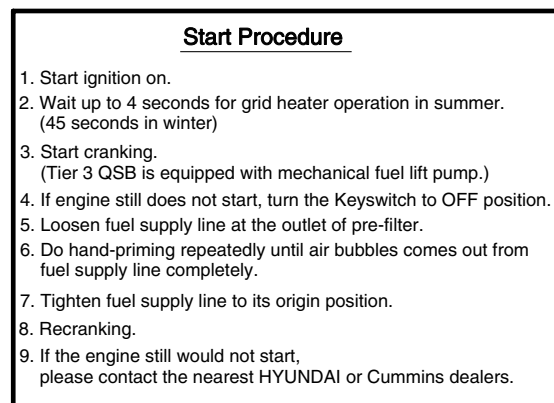 Start Procedure
1. Start ignition on.
2. Wait up to 4 seconds for grid heater operation in summer.
(45 seconds in winter)
3. Start cranking.
(Tier 3 QSB is equipped with mechanical fuel lift pump.)
4. If engine still does not start, turn the Keyswitch to OFF position.
5. Loosen fuel supply line at the outlet of pre-filter.
6. Do hand-priming repeatedly until air bubbles comes out from
fuel supply line completely.
7. Tighten fuel supply line to its origin position.
8. Recranking.
9. If the engine still would not start,
please contact the nearest HYUNDAI or Cummins dealers.